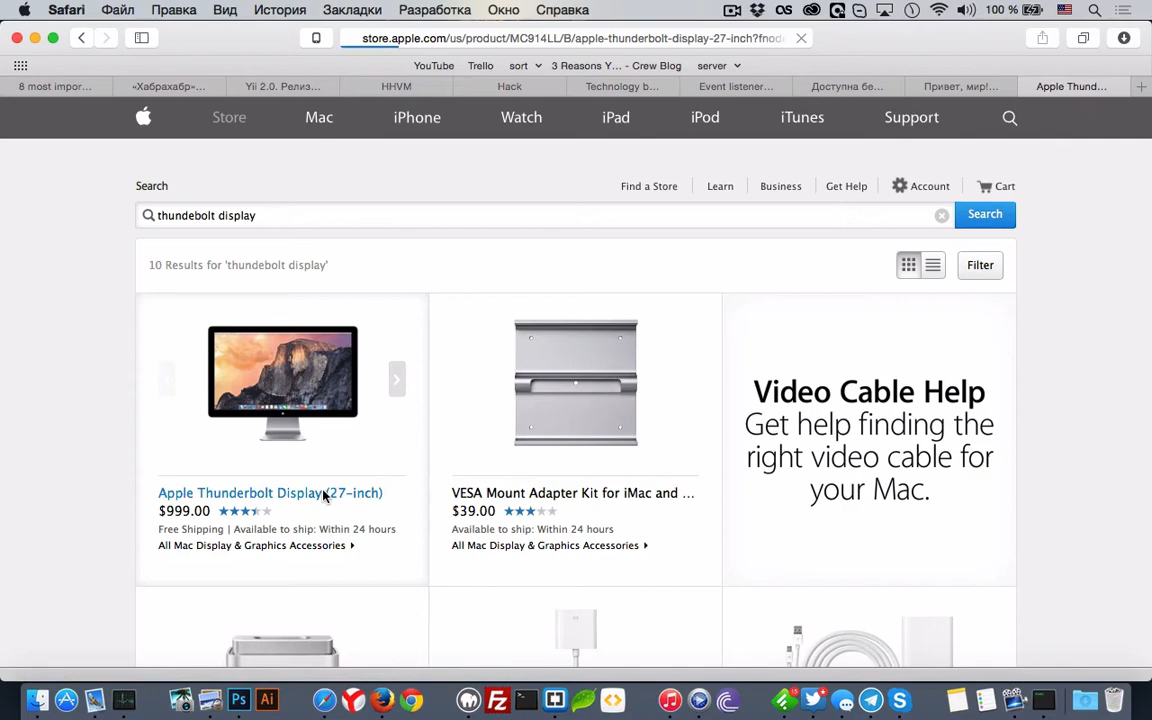 Safari Файл Правка Вид История Закладки Разработка Окно Справка 100 %
store.apple.com/us/product/MC914LL/B/apple-thunderbolt-display-27-inch?fnod
YouTube Trello sort 3 Reasons Y… – Crew Blog server
8 most impor... «Хабрахабр»... Yii 2.0. Релиз... HHVM Hack Technology b... Event listener... Доступна бе... Привет, мир!... Apple Thund...
Store Mac iPhone Watch iPad iPod iTunes Support
Search Find a Store Learn Business Get Help Account Cart
thundebolt display Search
10 Results for 'thundebolt display' Filter
Video Cable Help
Get help finding the
right video cable for
your Mac.
Apple Thunderbolt Display (27-inch)
$999.00
Free Shipping | Available to ship: Within 24 hours
All Mac Display & Graphics Accessories
VESA Mount Adapter Kit for iMac and ...
$39.00
Available to ship: Within 24 hours
All Mac Display & Graphics Accessories
Ps Ai